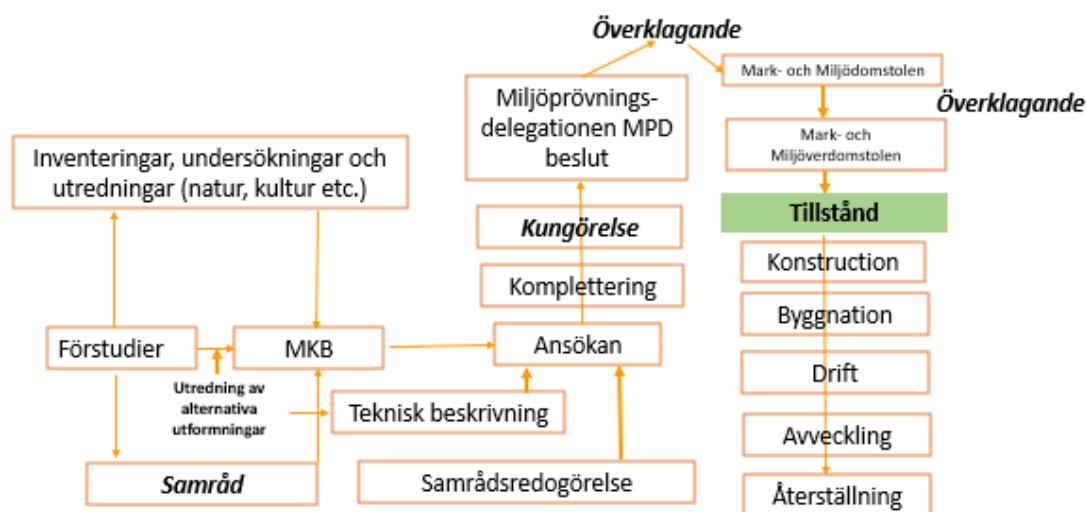 Överklagande
Mark- och Miljödomstolen
Överklagande
Miljöprövnings-
delegationen MPD
beslut
Mark- och
Miljöverdomstolen
Inventeringar, undersökningar och
utredningar (natur, kultur etc.)
Tillstånd
Kungörelse
Konstruction
Komplettering
Byggnation
Förstudier
MKB
Ansökan
Drift
Utredning av
alternativa
utformningar
Teknisk beskrivning
Avveckling
Samråd
Samrådsredogörelse
Återställning